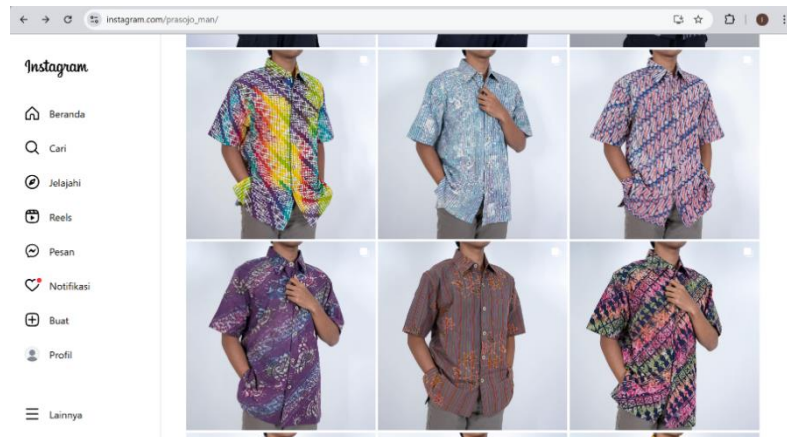 instagram.com/prasojo_man/
Instagram
Beranda
Cari
Jelajahi
Reels
Pesan
Notifikasi
Buat
Profil
Lainnya